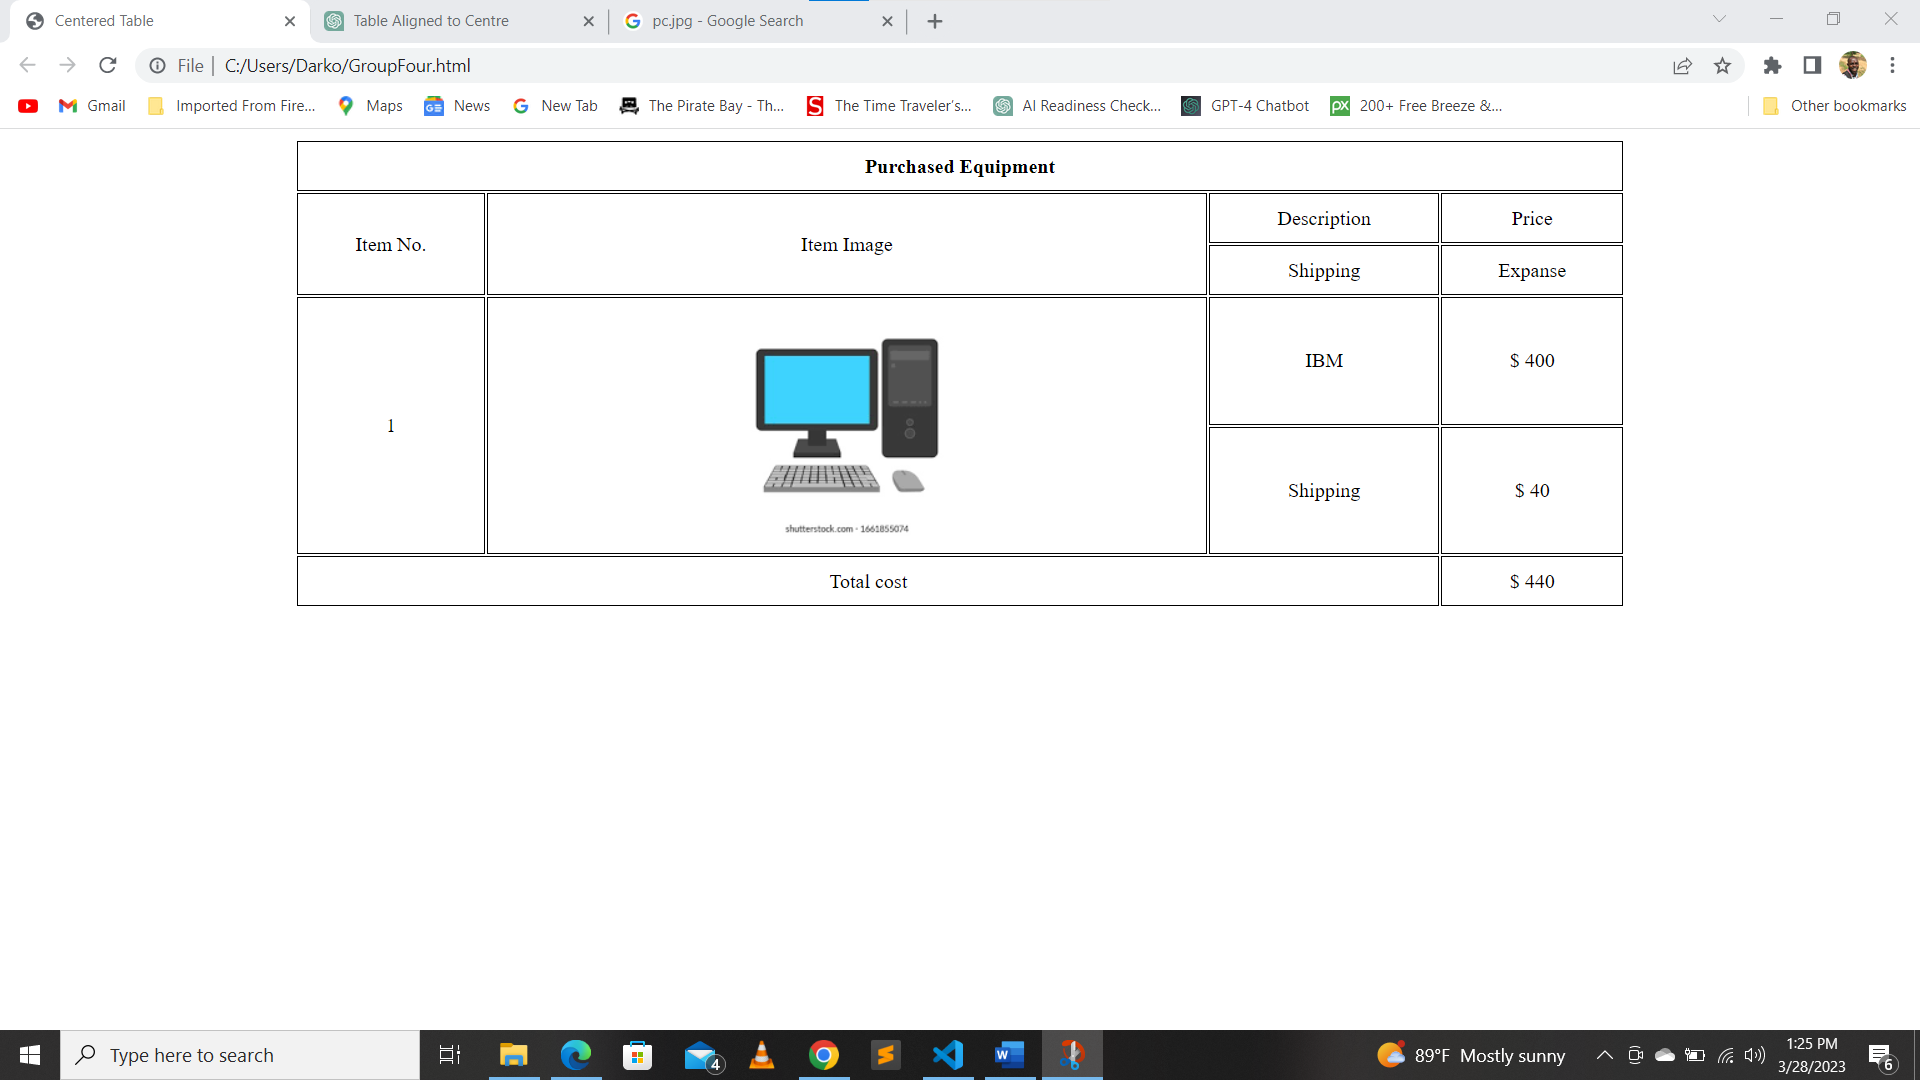 Centered Table
Table Aligned to Centre
pc.jpg - Google Search
File
C:/Users/Darko/GroupFour.html
Gmail
Imported From Fire...
Maps
GE News
New Tab
The Pirate Bay - Th...
S The Time Traveler's...
AI Readiness Check...
GPT-4 Chatbot
px 200+ Free Breeze &...
Other bookmarks
Purchased Equipment
Item No.
Item Image
Description
Price
Shipping
Expanse
1
shutterstock.com · 1661855074
IBM
$ 400
Shipping
$ 40
Total cost
$ 440
Type here to search
4
W
89°F Mostly sunny
1:25 PM
3/28/2023
6